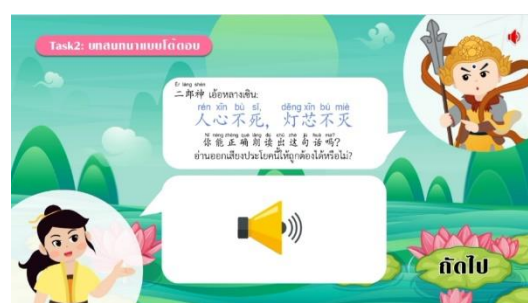 Task2: บทสนทนาแบบโต้ตอบ
Èr láng shén
二郎神 เอ้อหลางเซิน:
rén xīn bù sǐ, dēng xīn bú miè
人心不死，灯芯不灭
Nǐ néng zhèng què lǎng dú chū zhè jù huà ma?
你能正确朗读出这句话吗？
อ่านออกเสียงประโยคนี้ให้ถูกต้องได้หรือไม่?
ถัดไป